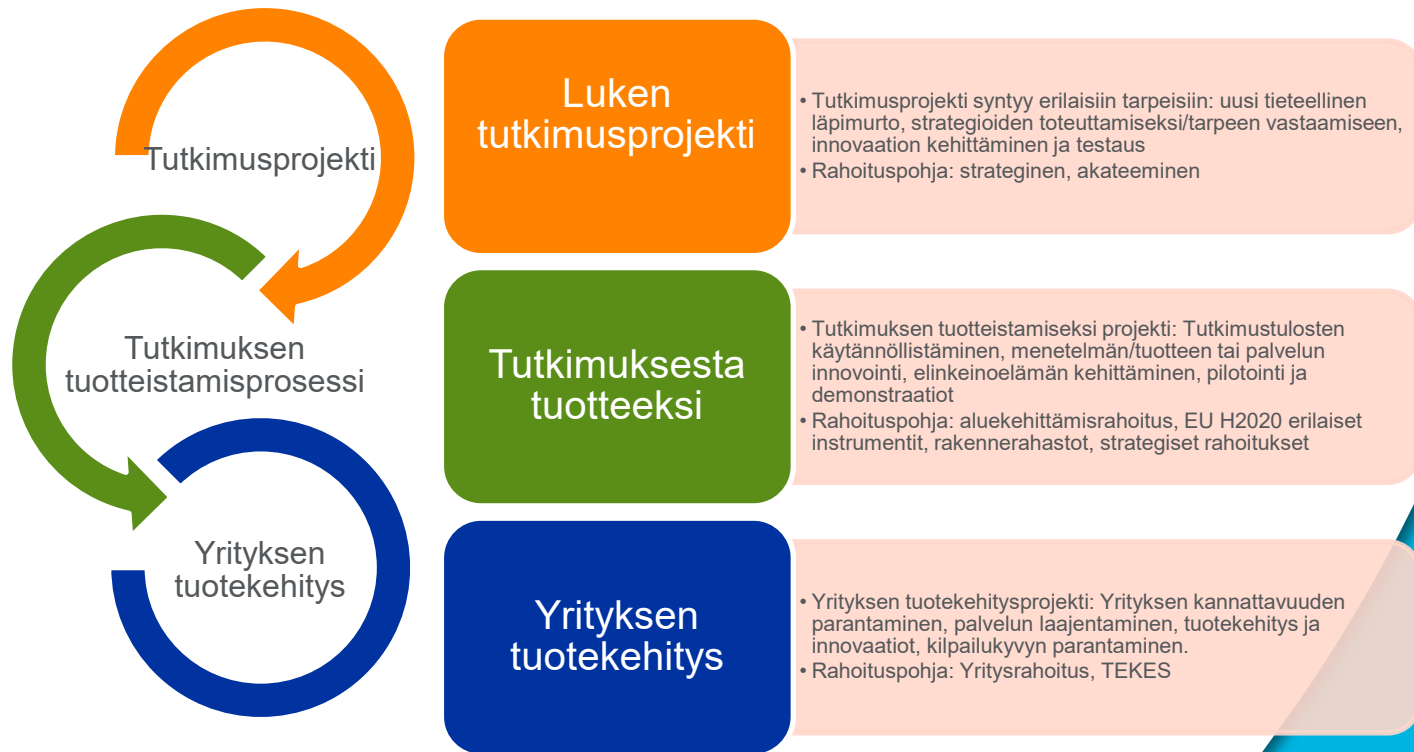 Tutkimusprojekti
Tutkimuksen
tuotteistamisprosessi
Yrityksen
tuotekehitys
Luken
tutkimusprojekti
• Tutkimusprojekti syntyy erilaisiin tarpeisiin: uusi tieteellinen
läpimurto, strategioiden toteuttamiseksi/tarpeen vastaamiseen,
innovaation kehittäminen ja testaus
• Rahoituspohja: strateginen, akateeminen
Tutkimuksesta
tuotteeksi
• Tutkimuksen tuotteistamiseksi projekti: Tutkimustulosten
käytännöllistäminen, menetelmän/tuotteen tai palvelun
innovointi, elinkeinoelämän kehittäminen, pilotointi ja
demonstraatiot
• Rahoituspohja: aluekehittämisrahoitus, EU H2020 erilaiset
instrumentit, rakennerahastot, strategiset rahoitukset
Yrityksen
tuotekehitys
• Yrityksen tuotekehitysprojekti: Yrityksen kannattavuuden
parantaminen, palvelun laajentaminen, tuotekehitys ja
innovaatiot, kilpailukyvyn parantaminen.
• Rahoituspohja: Yritysrahoitus, TEKES